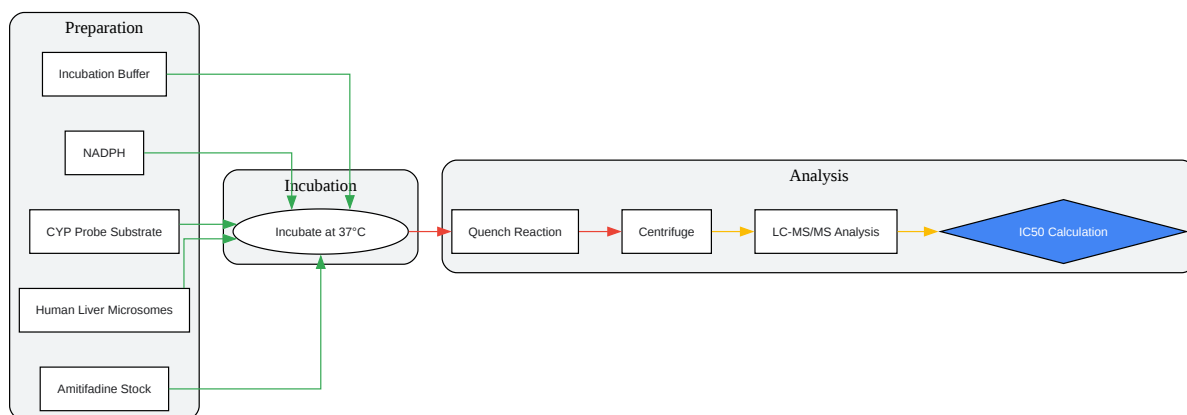 Preparation
Incubation Buffer
NADPH
CYP Probe Substrate
Human Liver Microsomes
Amitifadine Stock
Incubation
Incubate at 37°C
Analysis
Quench Reaction
Centrifuge
LC-MS/MS Analysis
IC50 Calculation